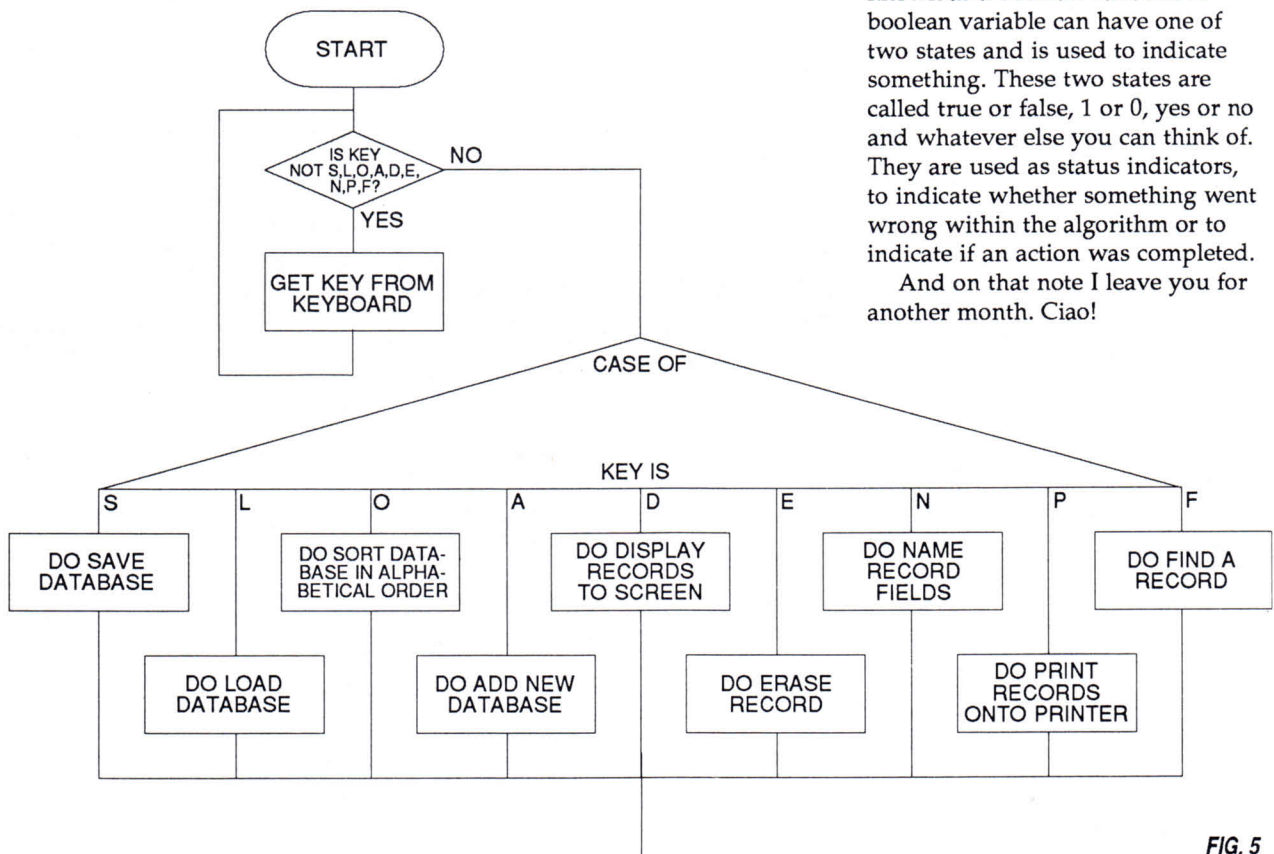 boolean variable can have one of
two states and is used to indicate
something. These two states are
called true or false, 1 or 0, yes or no
and whatever else you can think of.
They are used as status indicators,
to indicate whether something went
wrong within the algorithm or to
indicate if an action was completed.
And on that note I leave you for
another month. Ciao!
START
IS KEY
NOT S,L,O,A,D,E,
N,P,F?
NO
YES
GET KEY FROM
KEYBOARD
CASE OF
KEY IS
S
L
O
A
D
E
N
P
F
DO SAVE
DATABASE
DO SORT DATA-
BASE IN ALPHA-
BETICAL ORDER
DO DISPLAY
RECORDS
TO SCREEN
DO NAME
RECORD
FIELDS
DO FIND A
RECORD
DO LOAD
DATABASE
DO ADD NEW
DATABASE
DO ERASE
RECORD
DO PRINT
RECORDS
ONTO PRINTER
FIG. 5